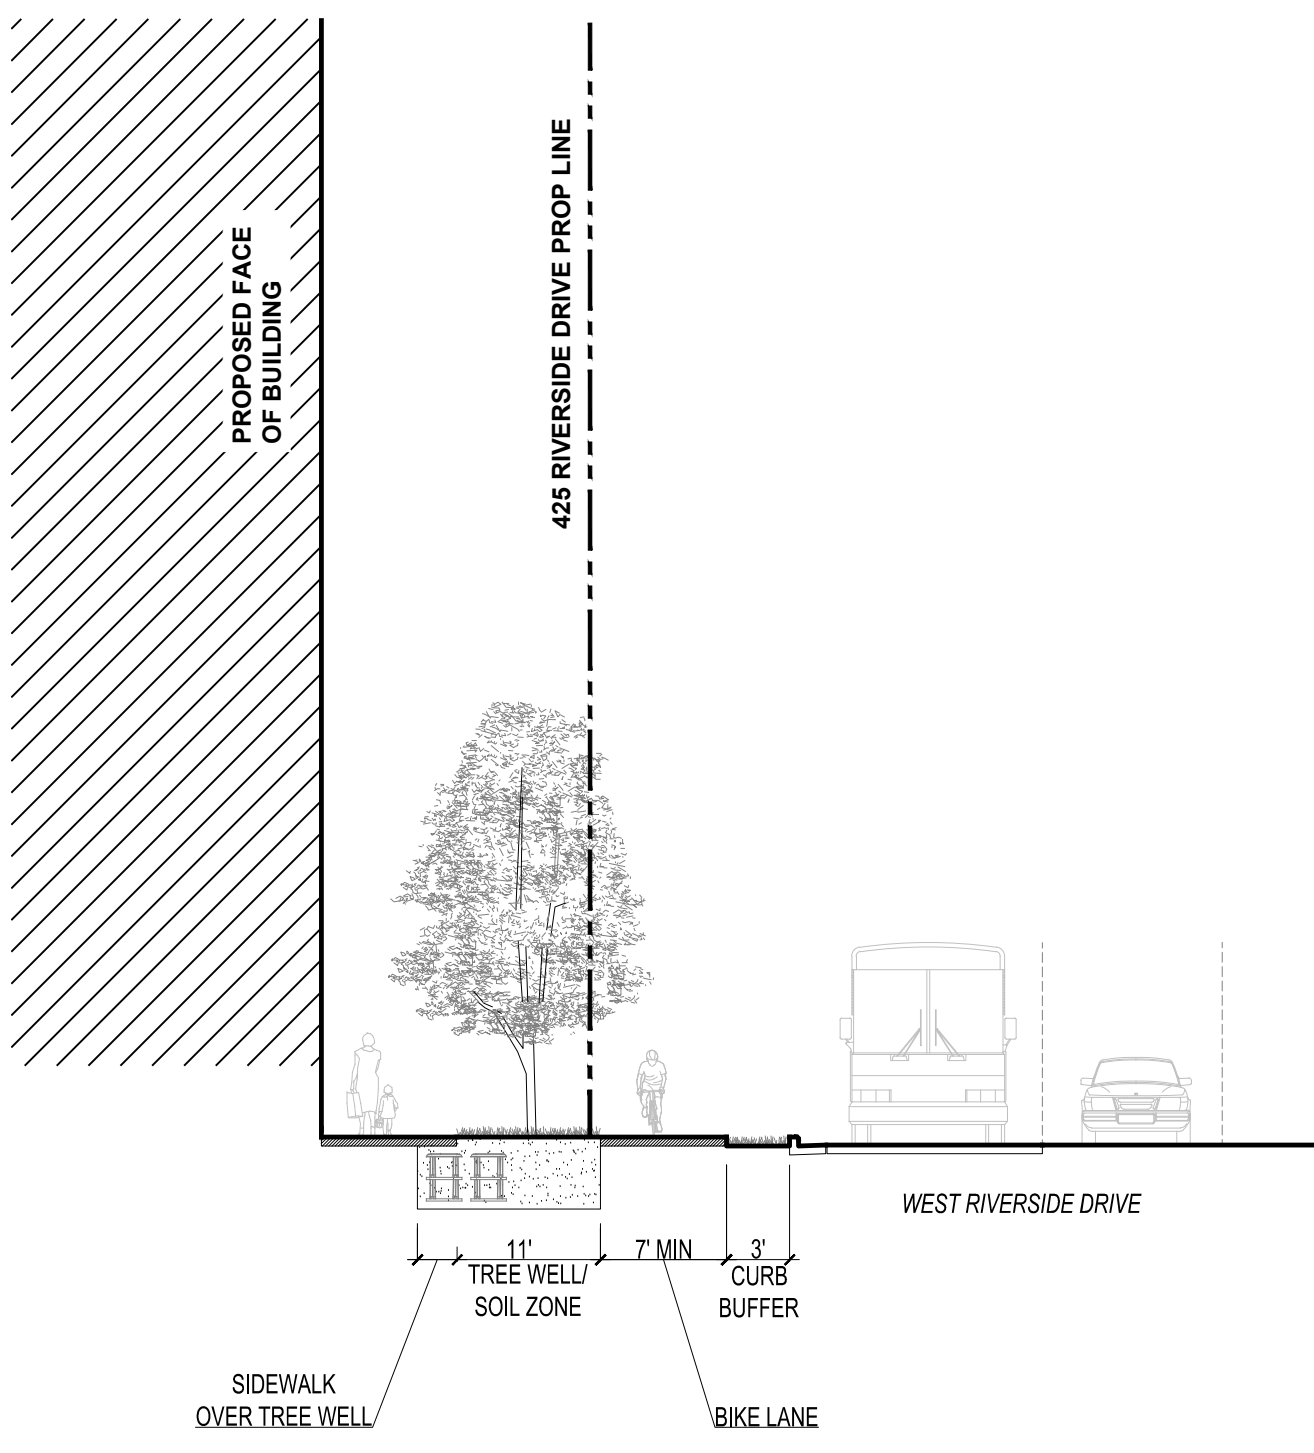 PROPOSED FACE
OF BUILDING
425 RIVERSIDE DRIVE PROP LINE
WEST RIVERSIDE DRIVE
11'
TREE WELL/
SOIL ZONE
7' MIN
3'
CURB
BUFFER
SIDEWALK
OVER TREE WELL
BIKE LANE